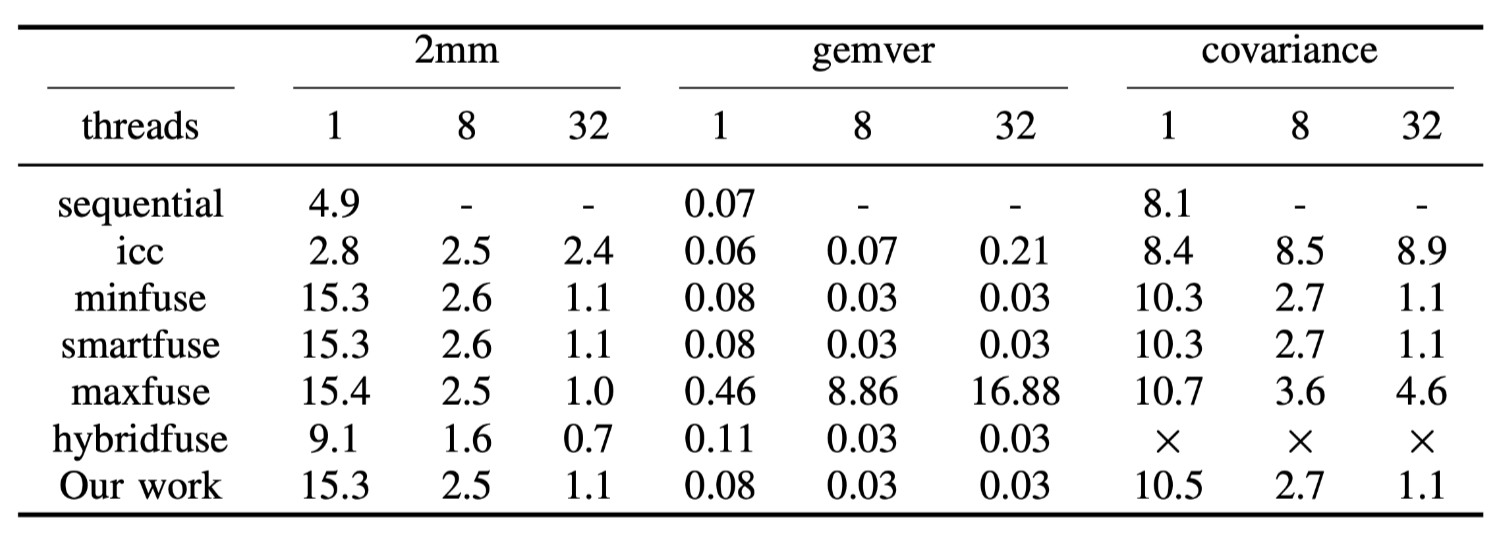 2mm gemver covariance
threads 1 8 32 1 8 32 1 8 32
sequential 4.9 - - 0.07 - - 8.1 - -
icc 2.8 2.5 2.4 0.06 0.07 0.21 8.4 8.5 8.9
minfuse 15.3 2.6 1.1 0.08 0.03 0.03 10.3 2.7 1.1
smartfuse 15.3 2.6 1.1 0.08 0.03 0.03 10.3 2.7 1.1
maxfuse 15.4 2.5 1.0 0.46 8.86 16.88 10.7 3.6 4.6
hybridfuse 9.1 1.6 0.7 0.11 0.03 0.03 × × ×
Our work 15.3 2.5 1.1 0.08 0.03 0.03 10.5 2.7 1.1